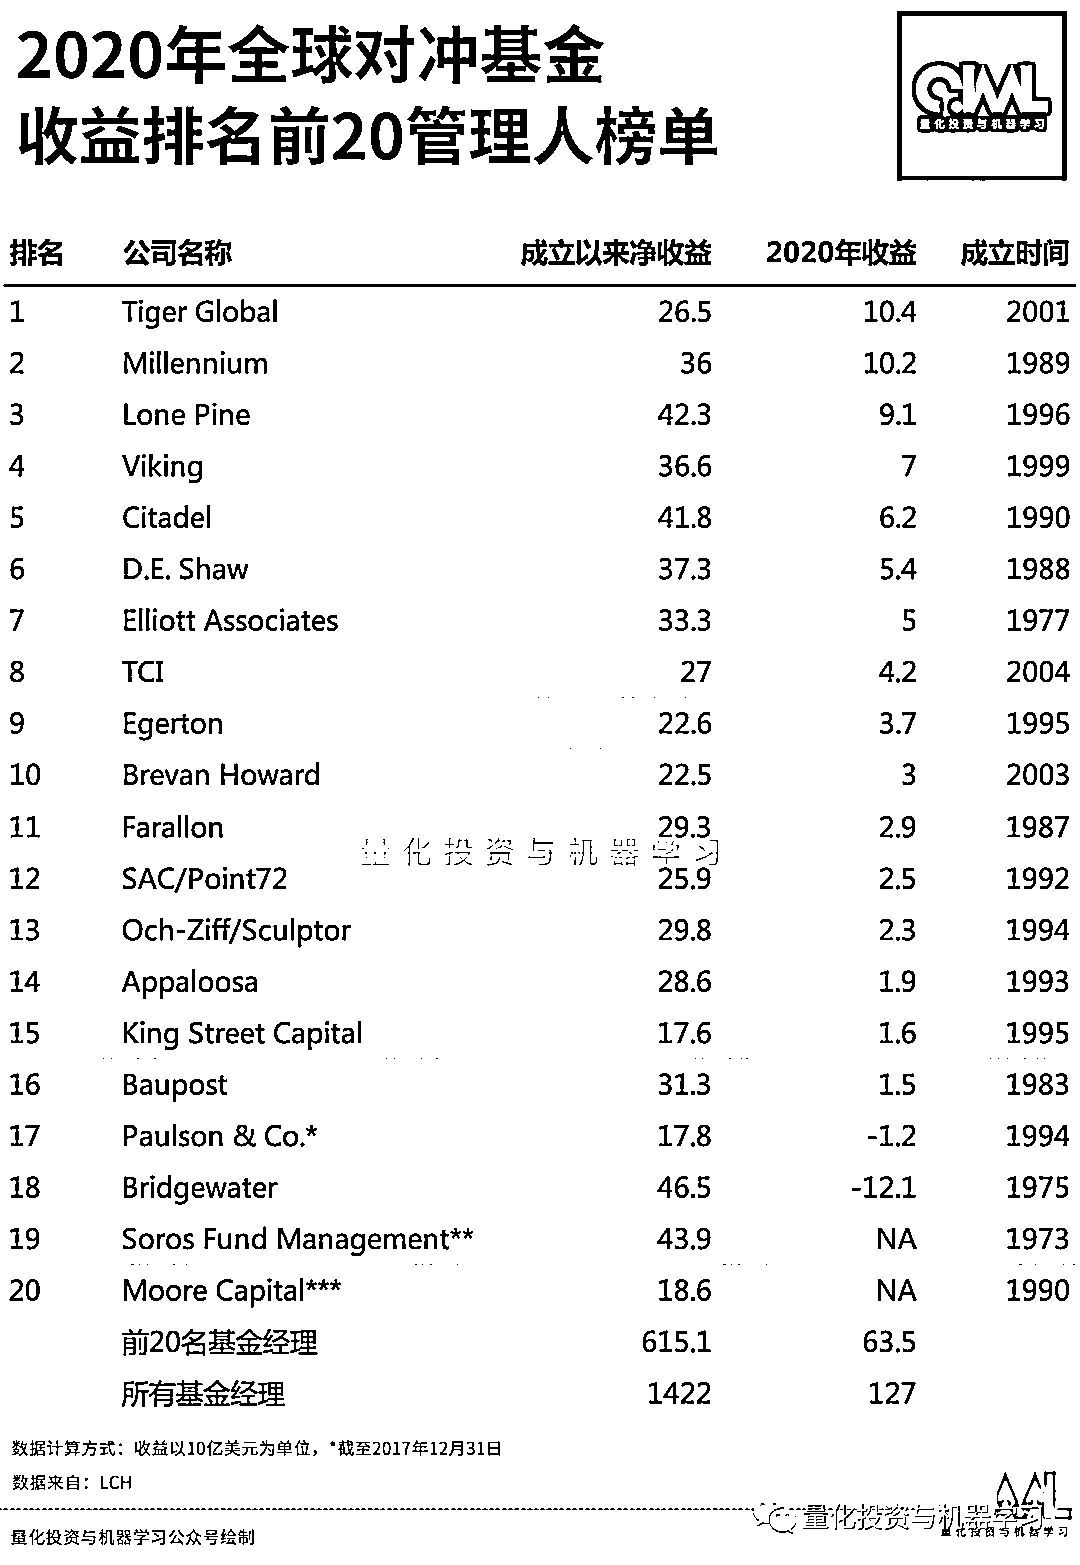 2020年全球对冲基金
收益排名前20管理人榜单
QIML
量化投资与机器学习
排名 公司名称 成立以来净收益 2020年收益 成立时间
1 Tiger Global 26.5 10.4 2001
2 Millennium 36 10.2 1989
3 Lone Pine 42.3 9.1 1996
4 Viking 36.6 7 1999
5 Citadel 41.8 6.2 1990
6 D.E. Shaw 37.3 5.4 1988
7 Elliott Associates 33.3 5 1977
8 TCI 27 4.2 2004
9 Egerton 22.6 3.7 1995
10 Brevan Howard 22.5 3 2003
11 Farallon 29.3 2.9 1987
量化投资与机器学习
12 SAC/Point72 25.9 2.5 1992
13 Och-Ziff/Sculptor 29.8 2.3 1994
14 Appaloosa 28.6 1.9 1993
15 King Street Capital 17.6 1.6 1995
16 Baupost 31.3 1.5 1983
17 Paulson & Co.* 17.8 -1.2 1994
18 Bridgewater 46.5 -12.1 1975
19 Soros Fund Management** 43.9 NA 1973
20 Moore Capital*** 18.6 NA 1990
前20名基金经理 615.1 63.5
所有基金经理 1422 127
数据计算方式：收益以10亿美元为单位，*截至2017年12月31日
数据来自：LCH
量化投资与机器学习
量化投资与机器学习
量化投资与机器学习公众号绘制